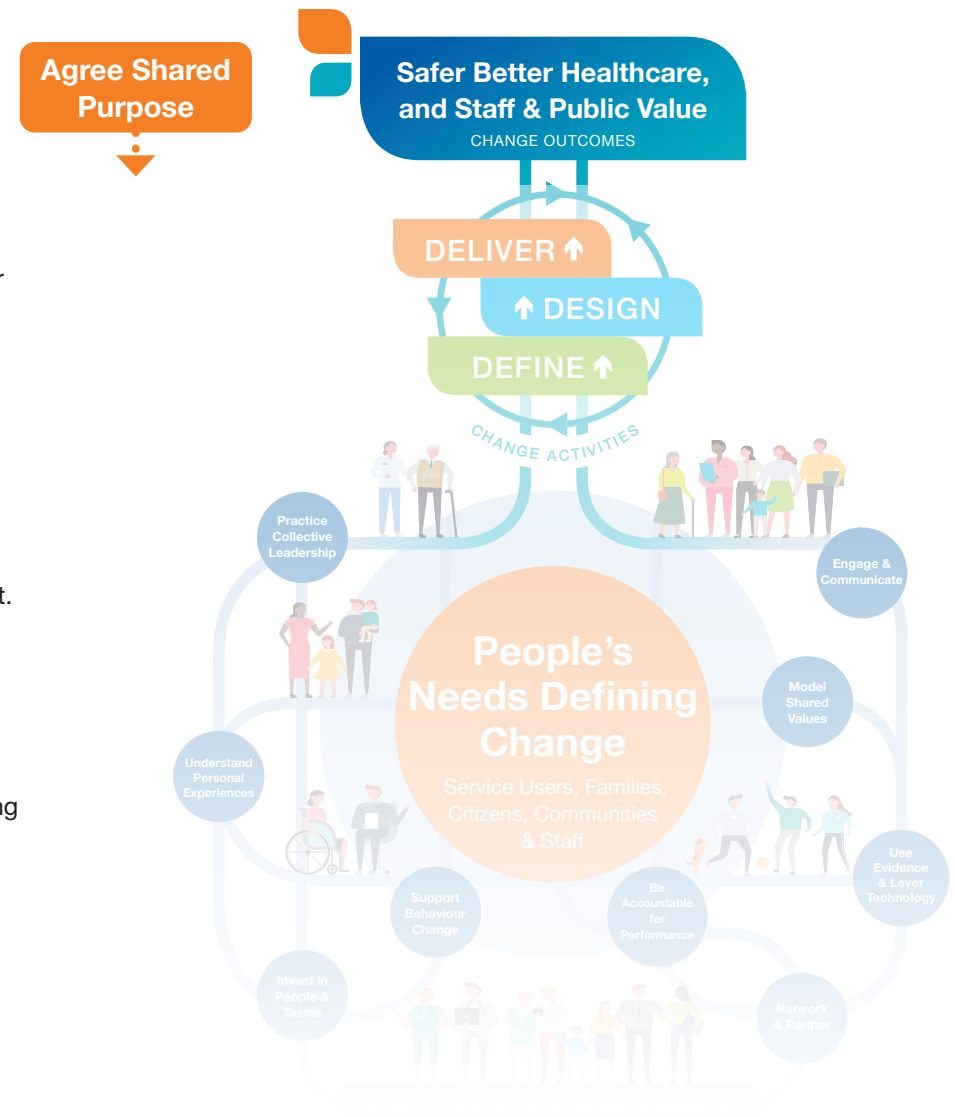 Agree Shared
Purpose
Safer Better Healthcare,
and Staff & Public Value
CHANGE OUTCOMES
DELIVER
DESIGN
DEFINE
CHANGE ACTIVITIES
Practice
Collective
Leadership
Engage &
Communicate
People's
Needs Defining
Change
Service Users, Families,
Citizens, Communities
& Staff
Model
Shared
Values
Understand
Personal
Experiences
Use
Evidence
& Lever
Technology
Support
Behaviour
Change
Be
Accountable
for
Performance
Invest in
People &
Teams
Network
& Partner
r
t.
ng